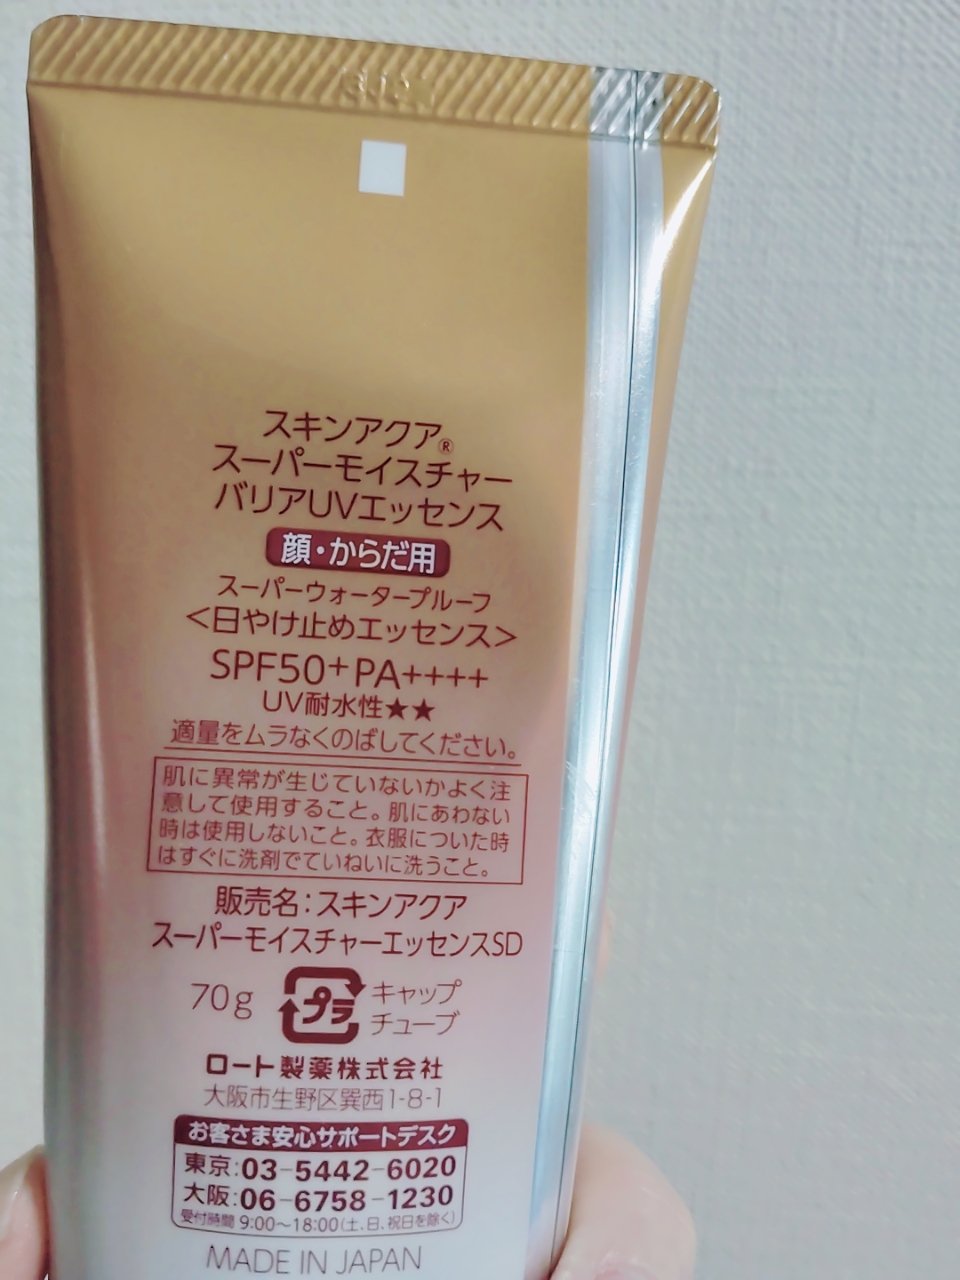 スキンアクア®
スーパーモイスチャー
バリアUVエッセンス
顔・からだ用
スーパーウォータープルーフ
<日やけ止めエッセンス>
SPF50+PA++++
UV耐水性★★
適量をムラなくのばしてください。
肌に異常が生じていないかよく注
意して使用すること。肌にあわない
時は使用しないこと。衣服についた時
はすぐに洗剤でていねいに洗うこと。
販売名:スキンアクア
スーパーモイスチャーエッセンスSD
70g プラ キャップ
チューブ
ロート製薬株式会社
大阪市生野区巽西1-8-1
お客さま安心サポートデスク
東京:03-5442-6020
大阪:06-6758-1230
受付時間 9:00〜18:00(土、日、祝日を除く)
MADE IN JAPAN